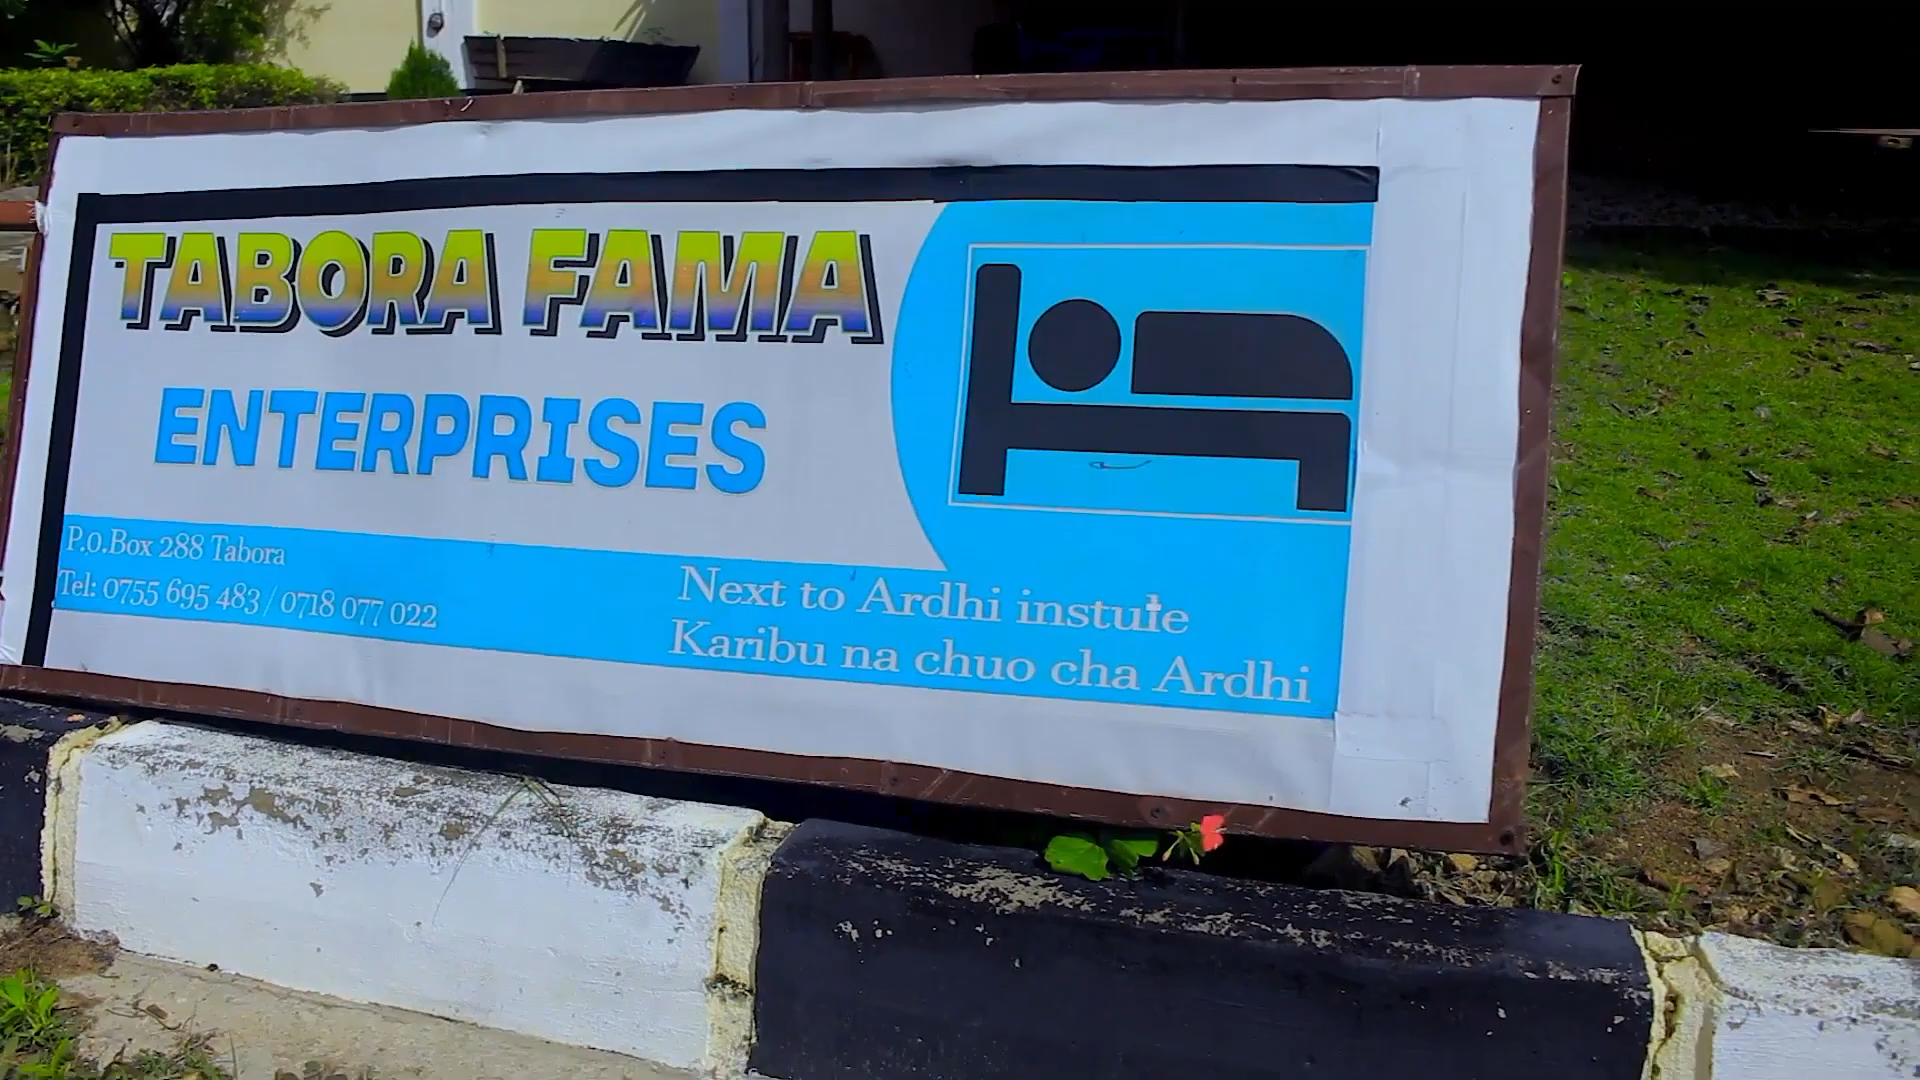 TABORA FAMA
ENTERPRISES
P.o.Box 288 Tabora
Tel: 0755 695 483 / 0718 077 022
Next to Ardhi instuie
Karibu na chuo cha Ardhi